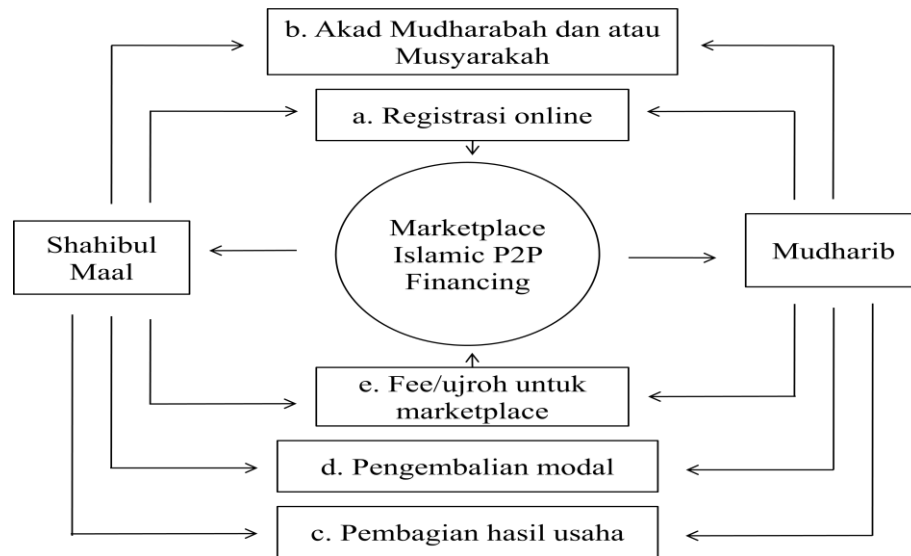 b. Akad Mudharabah dan atau
Musyarakah
a. Registrasi online
Shahibul
Maal
Marketplace
Islamic P2P
Financing
Mudharib
e. Fee/ujroh untuk
marketplace
d. Pengembalian modal
c. Pembagian hasil usaha